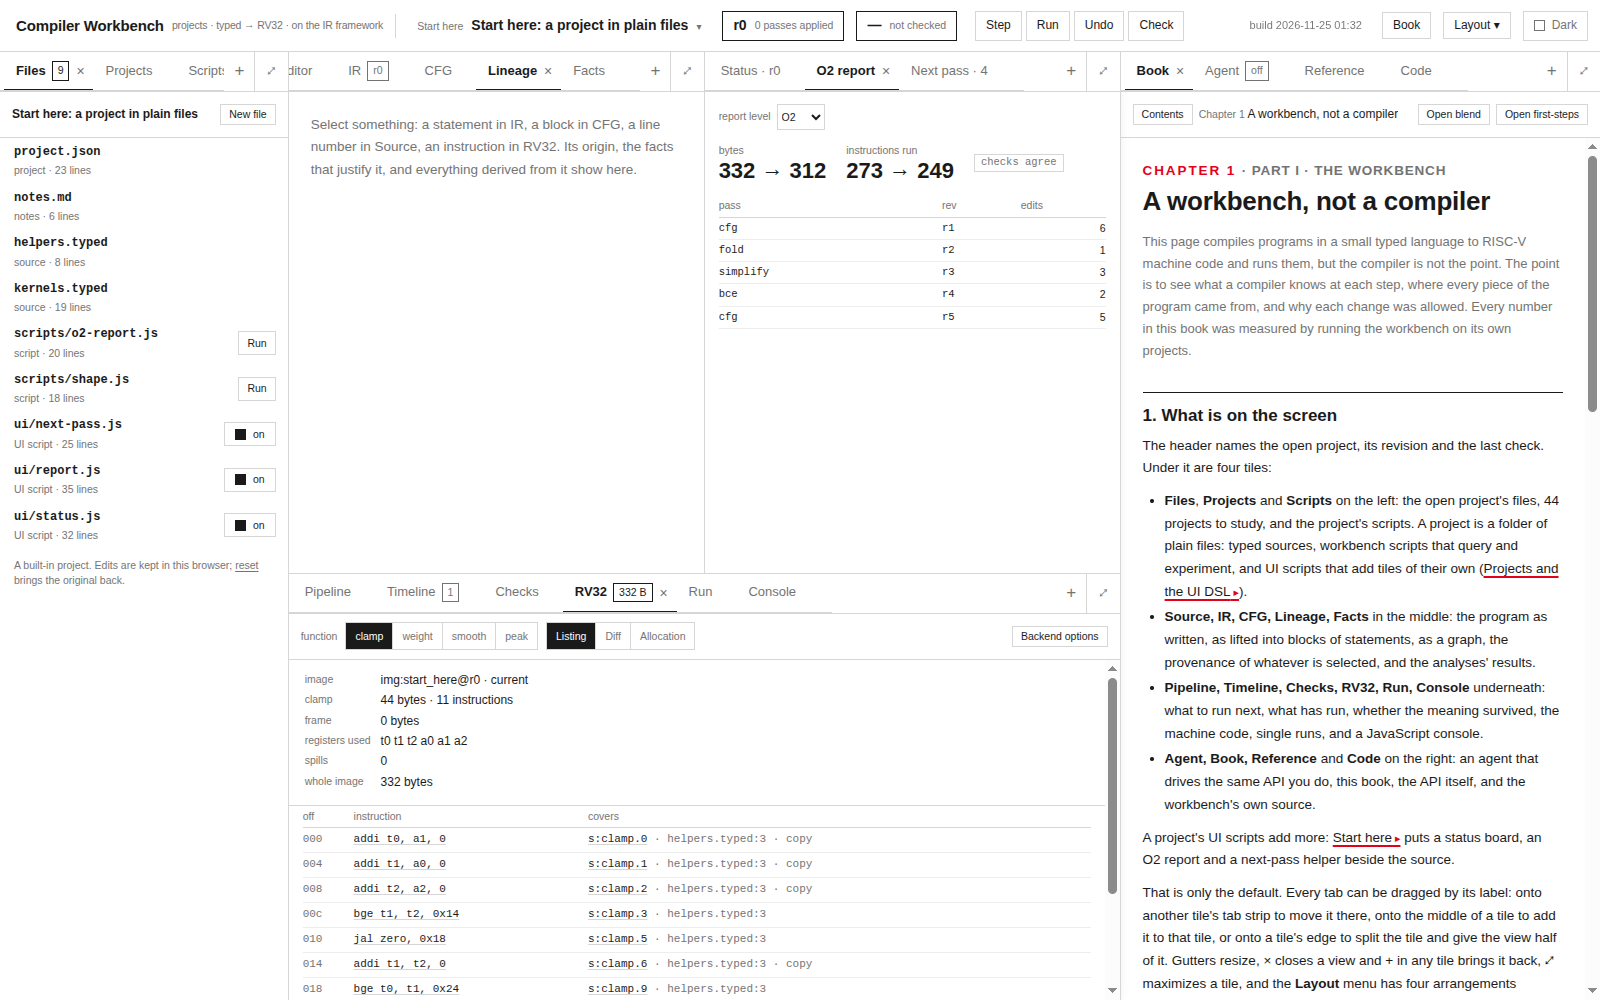 Compiler Workbench projects · typed → RV32 · on the IR framework Start here Start here: a project in plain files ▾ r0 0 passes applied — not checked Step Run Undo Check build 2026-11-25 01:32 Book Layout ▾ Dark
Files 9 × Projects Scripts + ⤢
ditor IR r0 CFG Lineage × Facts + ⤢
Status · r0 O2 report × Next pass · 4 + ⤢
Book × Agent off Reference Code + ⤢
Start here: a project in plain files New file
project.json
project · 23 lines
notes.md
notes · 6 lines
helpers.typed
source · 8 lines
kernels.typed
source · 19 lines
scripts/o2-report.js
script · 20 lines
Run
scripts/shape.js
script · 18 lines
Run
ui/next-pass.js
UI script · 25 lines
on
ui/report.js
UI script · 35 lines
on
ui/status.js
UI script · 32 lines
on
A built-in project. Edits are kept in this browser; reset
brings the original back.
Select something: a statement in IR, a block in CFG, a line
number in Source, an instruction in RV32. Its origin, the facts
that justify it, and everything derived from it show here.
report level O2
bytes
332 → 312
instructions run
273 → 249
checks agree
pass rev edits
cfg r1 6
fold r2 1
simplify r3 3
bce r4 2
cfg r5 5
Pipeline Timeline 1 Checks RV32 332 B × Run Console + ⤢
function clamp weight smooth peak Listing Diff Allocation Backend options
image img:start_here@r0 · current
clamp 44 bytes · 11 instructions
frame 0 bytes
registers used t0 t1 t2 a0 a1 a2
spills 0
whole image 332 bytes
off instruction covers
000 addi t0, a1, 0 s:clamp.0 · helpers.typed:3 · copy
004 addi t1, a0, 0 s:clamp.1 · helpers.typed:3 · copy
008 addi t2, a2, 0 s:clamp.2 · helpers.typed:3 · copy
00c bge t1, t2, 0x14 s:clamp.3 · helpers.typed:3
010 jal zero, 0x18 s:clamp.5 · helpers.typed:3
014 addi t1, t2, 0 s:clamp.6 · helpers.typed:3 · copy
018 bge t0, t1, 0x24 s:clamp.9 · helpers.typed:3
Contents Chapter 1 A workbench, not a compiler Open blend Open first-steps
CHAPTER 1 · PART I · THE WORKBENCH
A workbench, not a compiler
This page compiles programs in a small typed language to RISC-V
machine code and runs them, but the compiler is not the point. The point
is to see what a compiler knows at each step, where every piece of the
program came from, and why each change was allowed. Every number
in this book was measured by running the workbench on its own
projects.
1. What is on the screen
The header names the open project, its revision and the last check.
Under it are four tiles:
• Files, Projects and Scripts on the left: the open project's files, 44
projects to study, and the project's scripts. A project is a folder of
plain files: typed sources, workbench scripts that query and
experiment, and UI scripts that add tiles of their own (Projects and
the UI DSL ▸).
• Source, IR, CFG, Lineage, Facts in the middle: the program as
written, as lifted into blocks of statements, as a graph, the
provenance of whatever is selected, and the analyses' results.
• Pipeline, Timeline, Checks, RV32, Run, Console underneath:
what to run next, what has run, whether the meaning survived, the
machine code, single runs, and a JavaScript console.
• Agent, Book, Reference and Code on the right: an agent that
drives the same API you do, this book, the API itself, and the
workbench's own source.
A project's UI scripts add more: Start here ▸ puts a status board, an
O2 report and a next-pass helper beside the source.
That is only the default. Every tab can be dragged by its label: onto
another tile's tab strip to move it there, onto the middle of a tile to add
it to that tile, or onto a tile's edge to split the tile and give the view half
of it. Gutters resize, × closes a view and + in any tile brings it back, ⤢
maximizes a tile, and the Layout menu has four arrangements